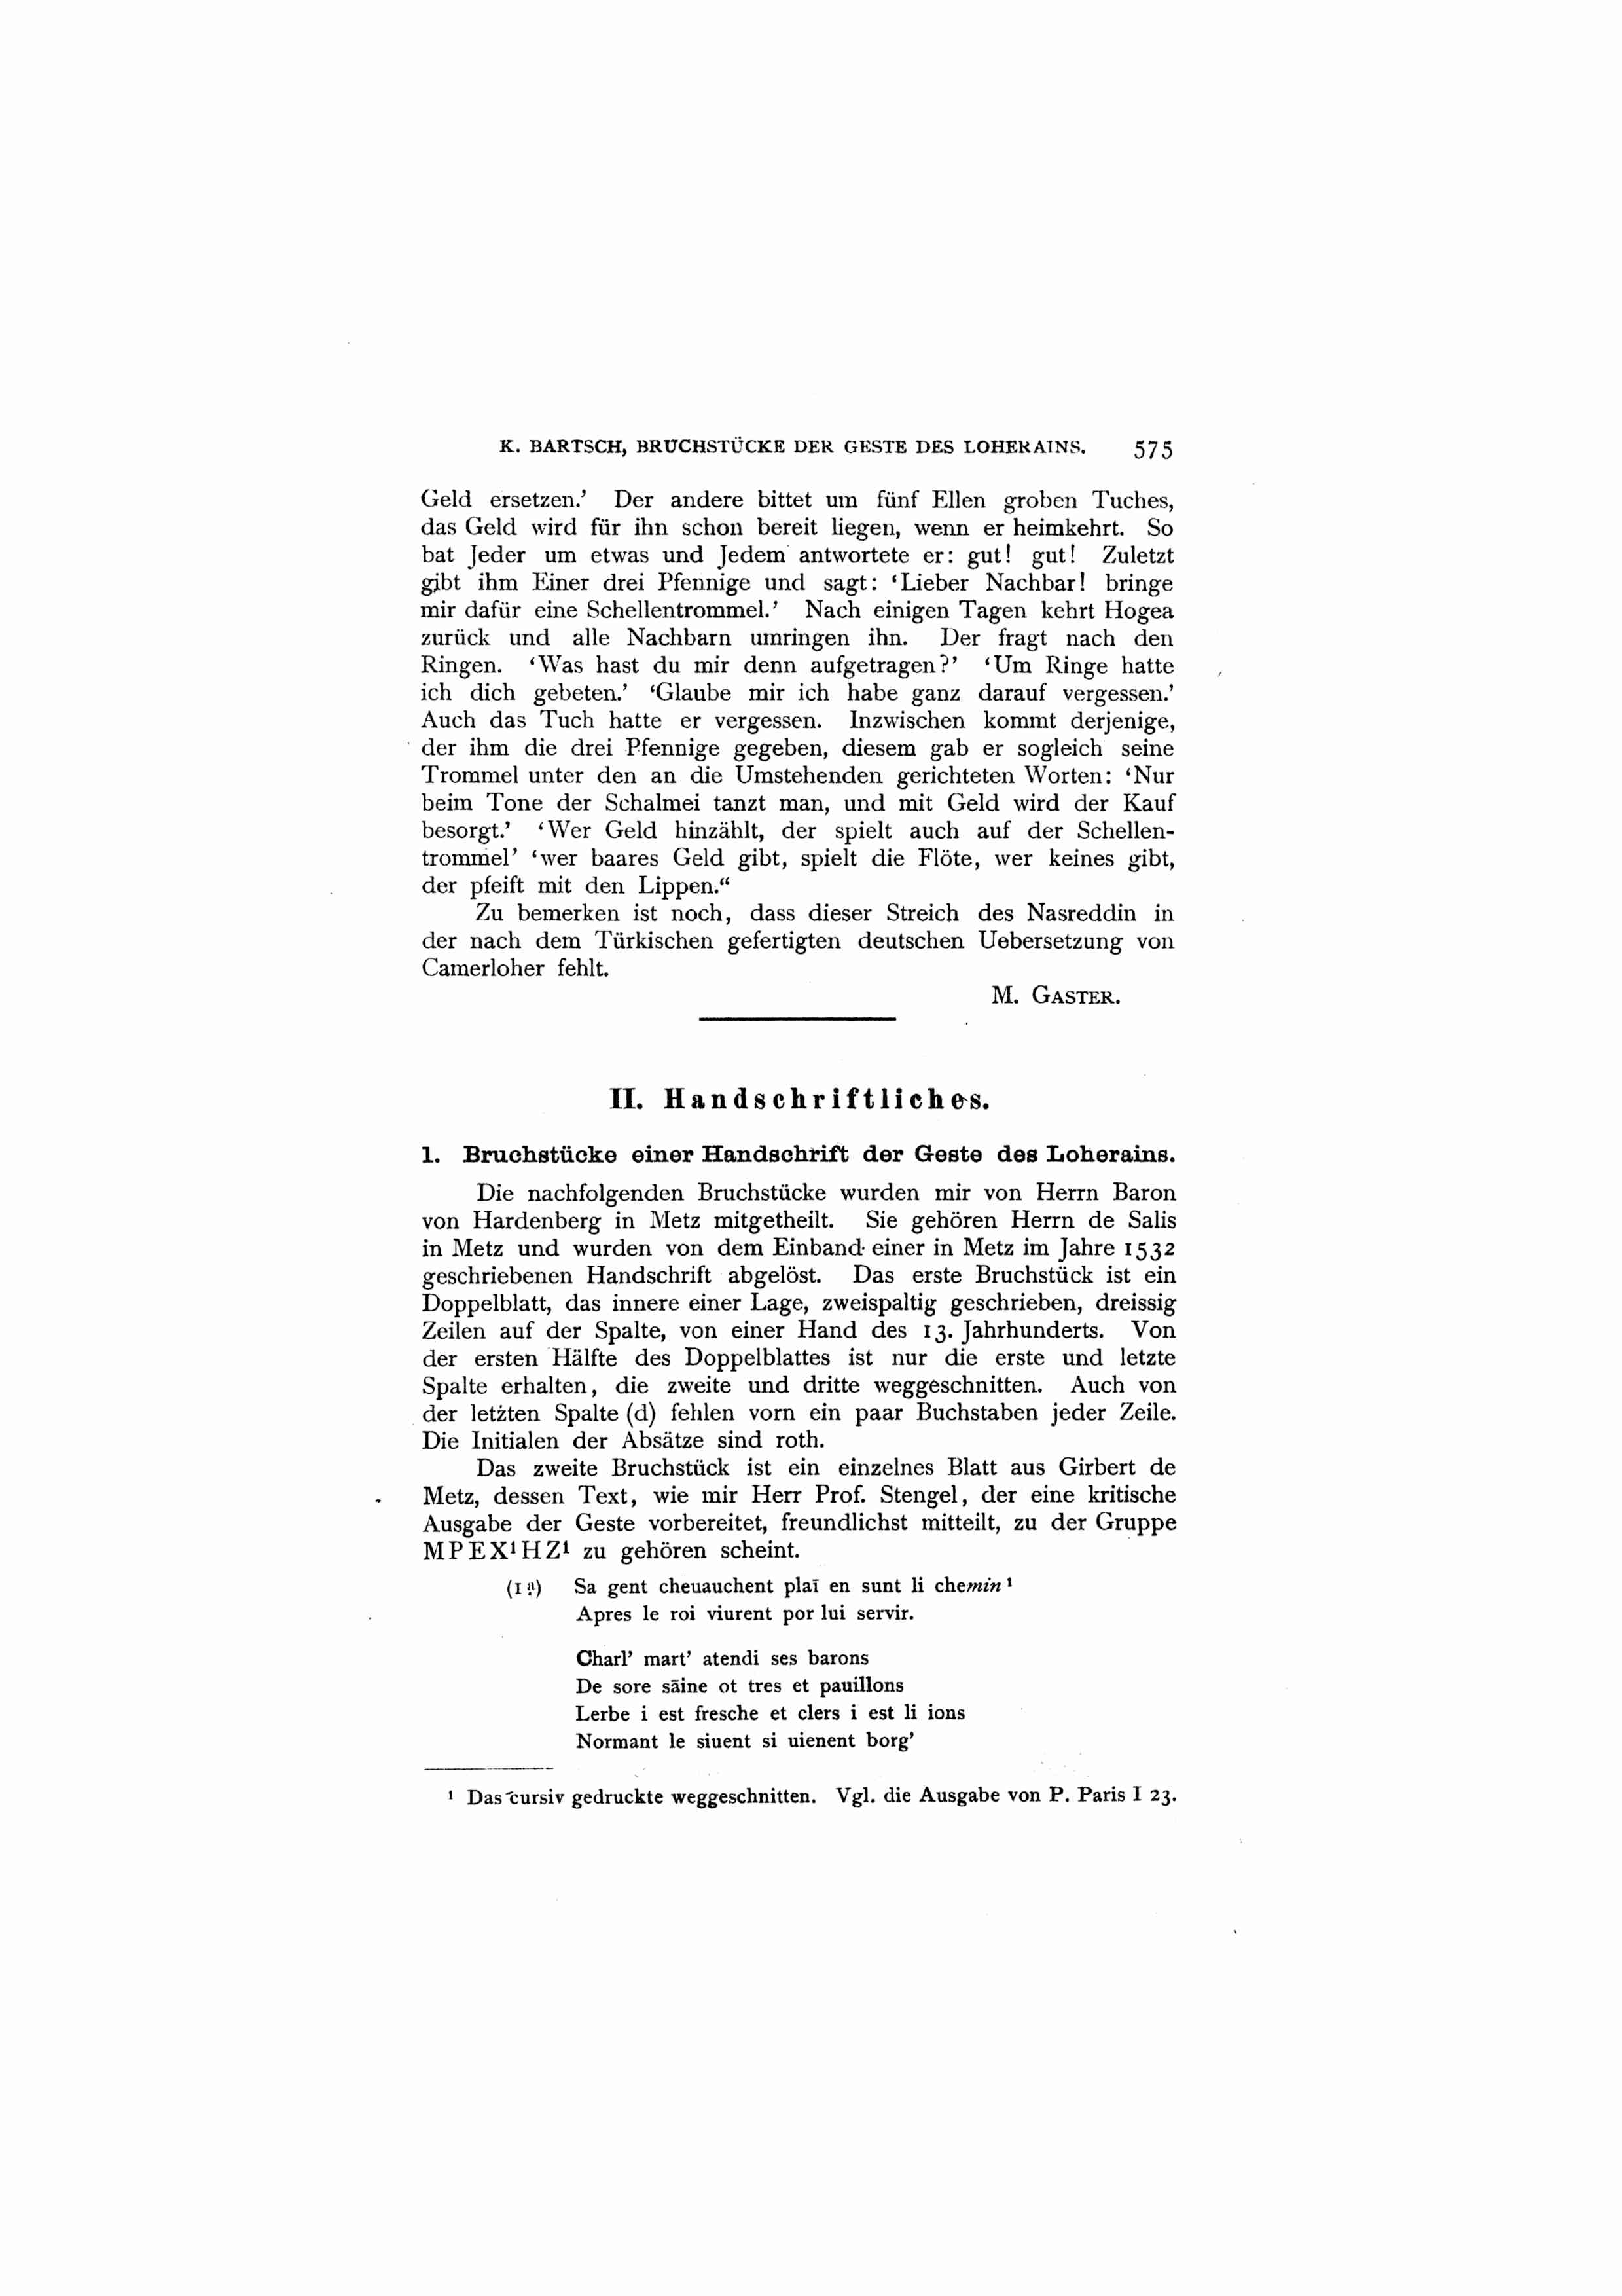 K. BARTSCH, BRUCHSTÜCKE DER GESTE DES LOHERAINS. 575
Geld ersetzen.’ Der andere bittet um fünf Ellen groben Tuches,
das Geld wird für ihn schon bereit liegen, wenn er heimkehrt. So
bat Jeder um etwas und Jedem antwortete er: gut! gut! Zuletzt
gibt ihm Einer drei Pfennige und sagt: ‘Lieber Nachbar! bringe
mir dafür eine Schellentrommel.’ Nach einigen Tagen kehrt Hogea
zurück und alle Nachbarn umringen ihn. Der fragt nach den
Ringen. ‘Was hast du mir denn aufgetragen?’ ‘Um Ringe hatte
ich dich gebeten.’ ‘Glaube mir ich habe ganz darauf vergessen.’
Auch das Tuch hatte er vergessen. Inzwischen kommt derjenige,
der ihm die drei Pfennige gegeben, diesem gab er sogleich seine
Trommel unter den an die Umstehenden gerichteten Worten: ‘Nur
beim Tone der Schalmei tanzt man, und mit Geld wird der Kauf
besorgt.’ ‘Wer Geld hinzählt, der spielt auch auf der Schellen-
trommel’ ‘wer baares Geld gibt, spielt die Flöte, wer keines gibt,
der pfeift mit den Lippen.“
Zu bemerken ist noch, dass dieser Streich des Nasreddin in
der nach dem Türkischen gefertigten deutschen Uebersetzung von
Camerloher fehlt.
M. GASTER.
II. Handschriftliches.
1. Bruchstücke einer Handschrift der Geste des Loherains.
Die nachfolgenden Bruchstücke wurden mir von Herrn Baron
von Hardenberg in Metz mitgetheilt. Sie gehören Herrn de Salis
in Metz und wurden von dem Einband einer in Metz im Jahre 1532
geschriebenen Handschrift abgelöst. Das erste Bruchstück ist ein
Doppelblatt, das innere einer Lage, zweispaltig geschrieben, dreissig
Zeilen auf der Spalte, von einer Hand des 13. Jahrhunderts. Von
der ersten Hälfte des Doppelblattes ist nur die erste und letzte
Spalte erhalten, die zweite und dritte weggeschnitten. Auch von
der letzten Spalte (d) fehlen vorn ein paar Buchstaben jeder Zeile.
Die Initialen der Absätze sind roth.
Das zweite Bruchstück ist ein einzelnes Blatt aus Girbert de
Metz, dessen Text, wie mir Herr Prof. Stengel, der eine kritische
Ausgabe der Geste vorbereitet, freundlichst mitteilt, zu der Gruppe
MPEX¹HZ¹ zu gehören scheint.
(1 a) Sa gent cheuauchent plaī en sunt li chemin ¹
Apres le roi viurent por lui servir.
Charl’ mart’ atendi ses barons
De sore sāine ot tres et pauillons
Lerbe i est fresche et clers i est li ions
Normant le siuent si uienent borg’
¹ Das cursiv gedruckte weggeschnitten. Vgl. die Ausgabe von P. Paris I 23.